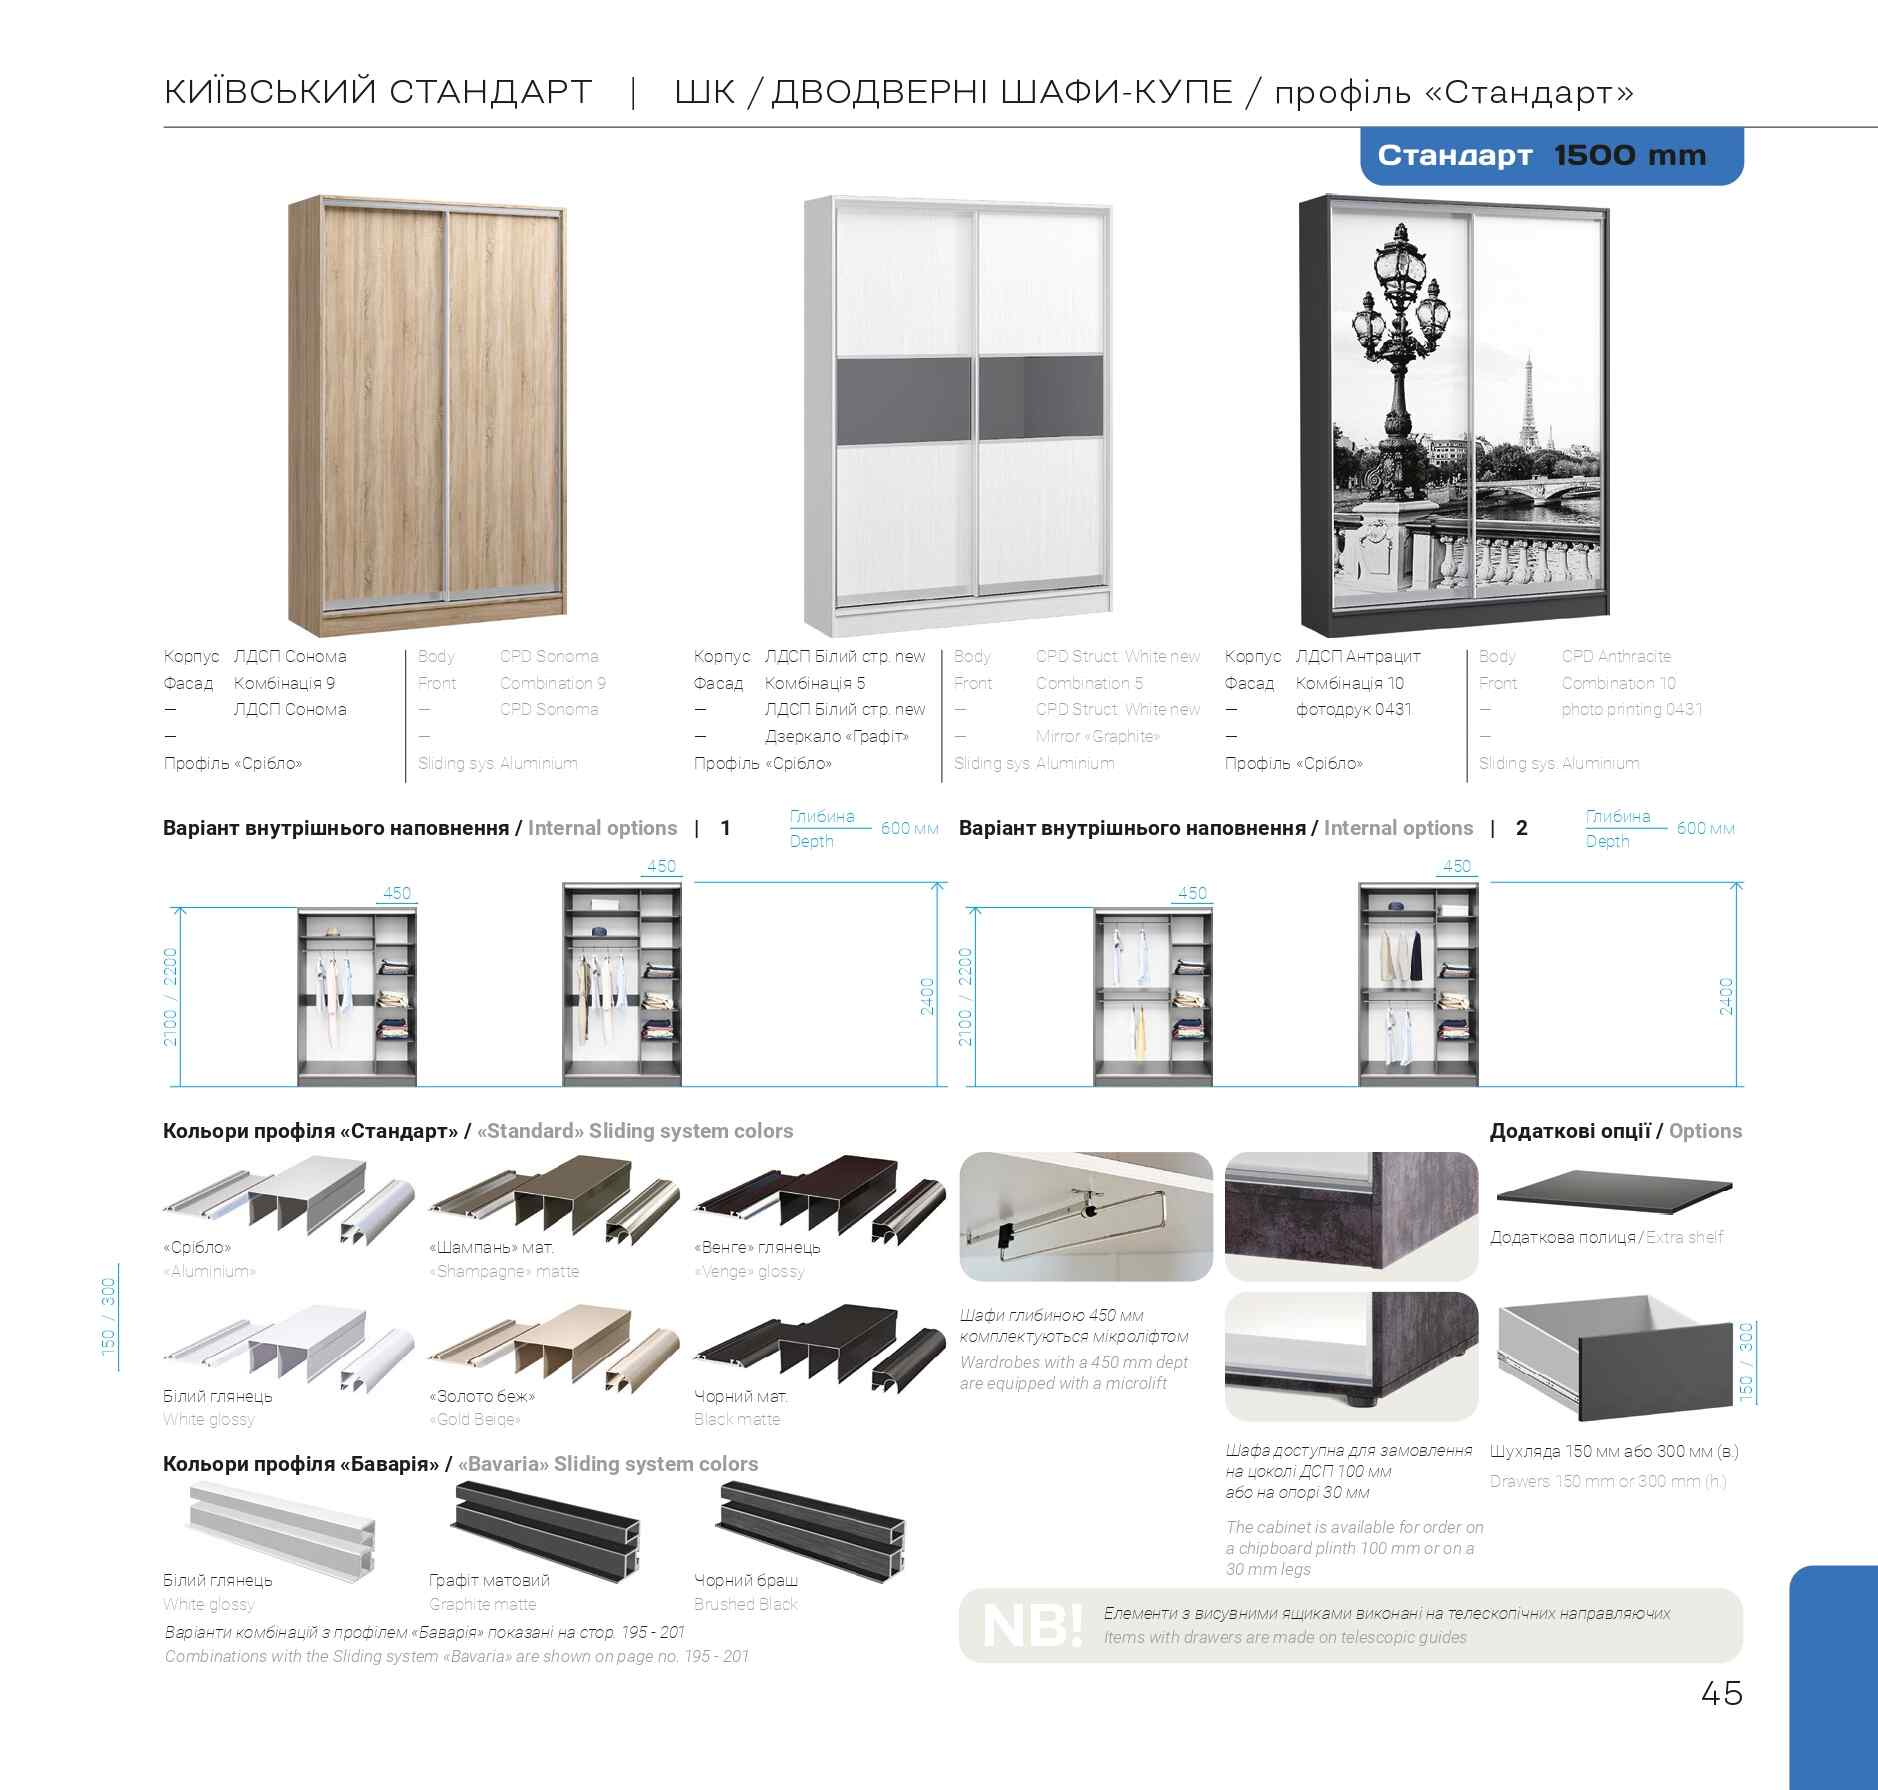 КИЇВСЬКИЙ СТАНДАРТ | ШК / ДВОДВЕРНІ ШАФИ-КУПЕ / профіль «Стандарт»
Стандарт 1500 mm
Корпус ЛДСП Сонома
Фасад Комбінація 9
— ЛДСП Сонома
—
Профіль «Срібло»
Body CPD Sonoma
Front Combination 9
— CPD Sonoma
—
Sliding sys. Aluminium
Корпус ЛДСП Білий стр. new
Фасад Комбінація 5
— ЛДСП Білий стр. new
— Дзеркало «Графіт»
Профіль «Срібло»
Body CPD Struct. White new
Front Combination 5
— CPD Struct. White new
— Mirror «Graphite»
Sliding sys. Aluminium
Корпус ЛДСП Антрацит
Фасад Комбінація 10
— фотодрук 0431
—
Профіль «Срібло»
Body CPD Anthracite
Front Combination 10
— photo printing 0431
—
Sliding sys. Aluminium
Варіант внутрішнього наповнення / Internal options | 1
Глибина
Depth
600 мм
450
450
2100 / 2200
2400
Варіант внутрішнього наповнення / Internal options | 2
Глибина
Depth
600 мм
450
450
2100 / 2200
2400
Кольори профіля «Стандарт» / «Standard» Sliding system colors
«Срібло»
«Aluminium»
«Шампань» мат.
«Shampagne» matte
«Венге» глянець
«Venge» glossy
150 / 300
Білий глянець
White glossy
«Золото беж»
«Gold Beige»
Чорний мат.
Black matte
Кольори профіля «Баварія» / «Bavaria» Sliding system colors
Білий глянець
White glossy
Графіт матовий
Graphite matte
Чорний браш
Brushed Black
Варіанти комбінацій з профілем «Баварія» показані на стор. 195 - 201
Combinations with the Sliding system «Bavaria» are shown on page no. 195 - 201
Шафи глибиною 450 мм
комплектуються мікроліфтом
Wardrobes with a 450 mm dept
are equipped with a microlift
Шафа доступна для замовлення
на цоколі ДСП 100 мм
або на опорі 30 мм
The cabinet is available for order on
a chipboard plinth 100 mm or on a
30 mm legs
Додаткові опції / Options
Додаткова полиця / Extra shelf
150 / 300
Шухляда 150 мм або 300 мм (в.)
Drawers 150 mm or 300 mm (h.)
NB!
Елементи з висувними ящиками виконані на телескопічних направляючих
Items with drawers are made on telescopic guides
45